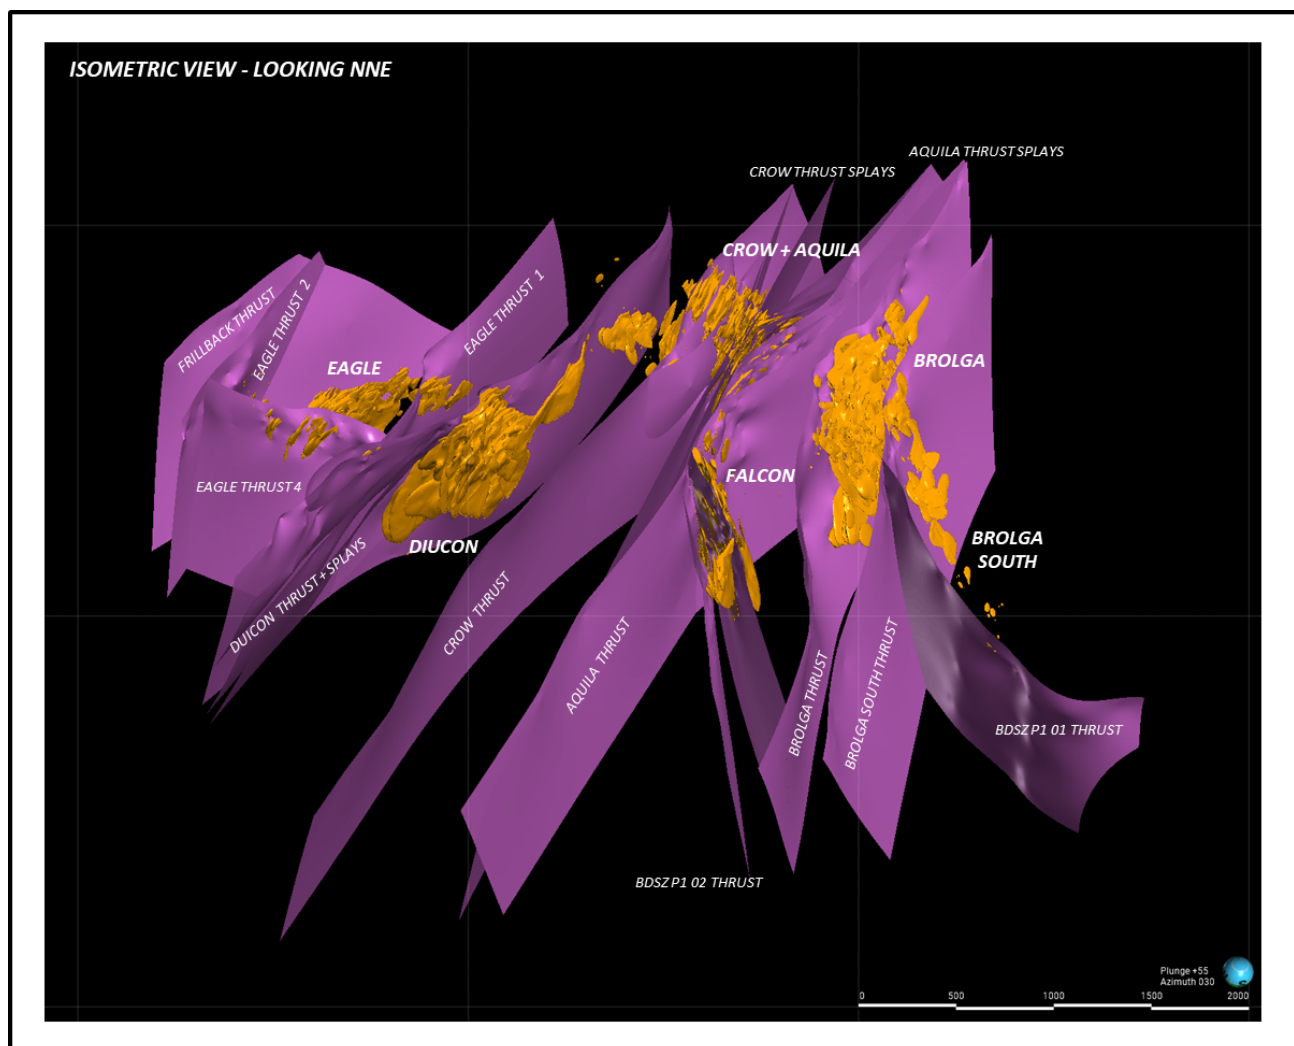 ISOMETRIC VIEW - LOOKING NNE
AQUILA THRUST SPLAYS
CROW THRUST SPLAYS
CROW + AQUILA
FRILLBACK THRUST
EAGLE THRUST 2
EAGLE THRUST 1
EAGLE
BROLGA
EAGLE THRUST 4
FALCON
DIUCON
BROLGA
SOUTH
DUICON THRUST + SPLAYS
CROW THRUST
AQUILA THRUST
BROLGA THRUST
BROLGA SOUTH THRUST
BDSZ P1 01 THRUST
BDSZ P1 02 THRUST
Plunge +55
Azimuth 030
0 500 1000 1500 2000